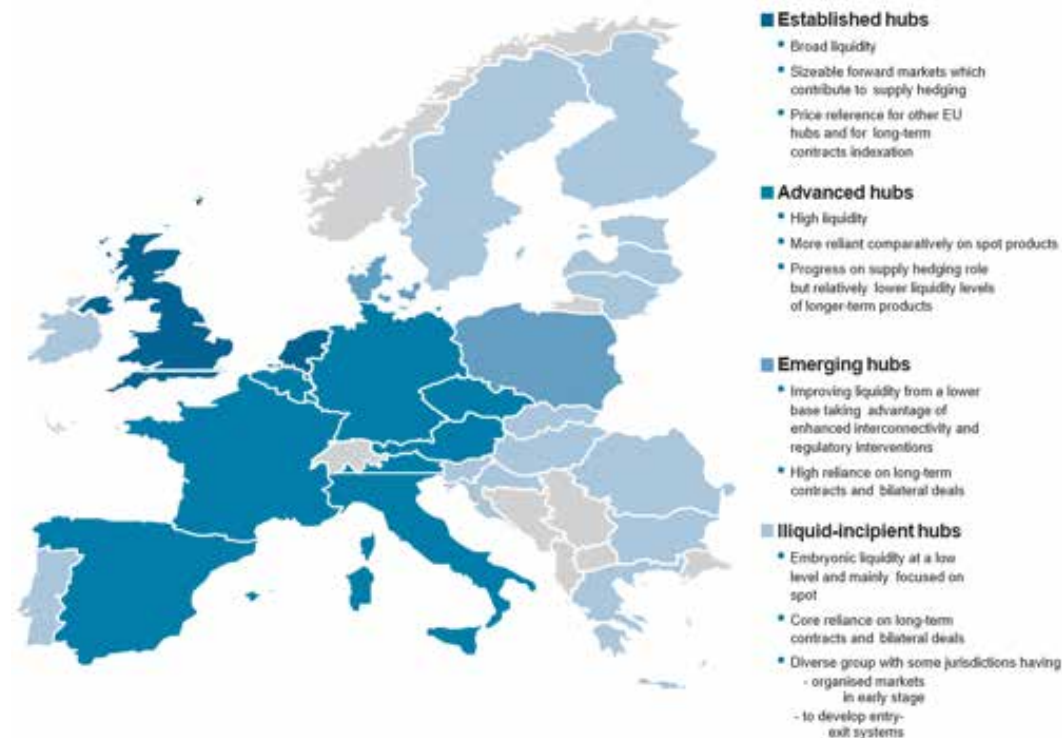 Established hubs
Broad liquidity
Sizeable forward markets which
contribute to supply hedging
Price reference for other EU
hubs and for long-term
contracts indexation
Advanced hubs
High liquidity
More reliant comparatively on spot products
Progress on supply hedging role
but relatively lower liquidity levels
of longer-term products
Emerging hubs
Improving liquidity from a lower
base taking advantage of
enhanced interconnectivity and
regulatory interventions
High reliance on long-term
contracts and bilateral deals
Illiquid-incipient hubs
Embryonic liquidity at a low
level and mainly focused on
spot
Core reliance on long-term
contracts and bilateral deals
Diverse group with some jurisdictions having
- organised markets
in early stage
- to develop entry-
exit systems